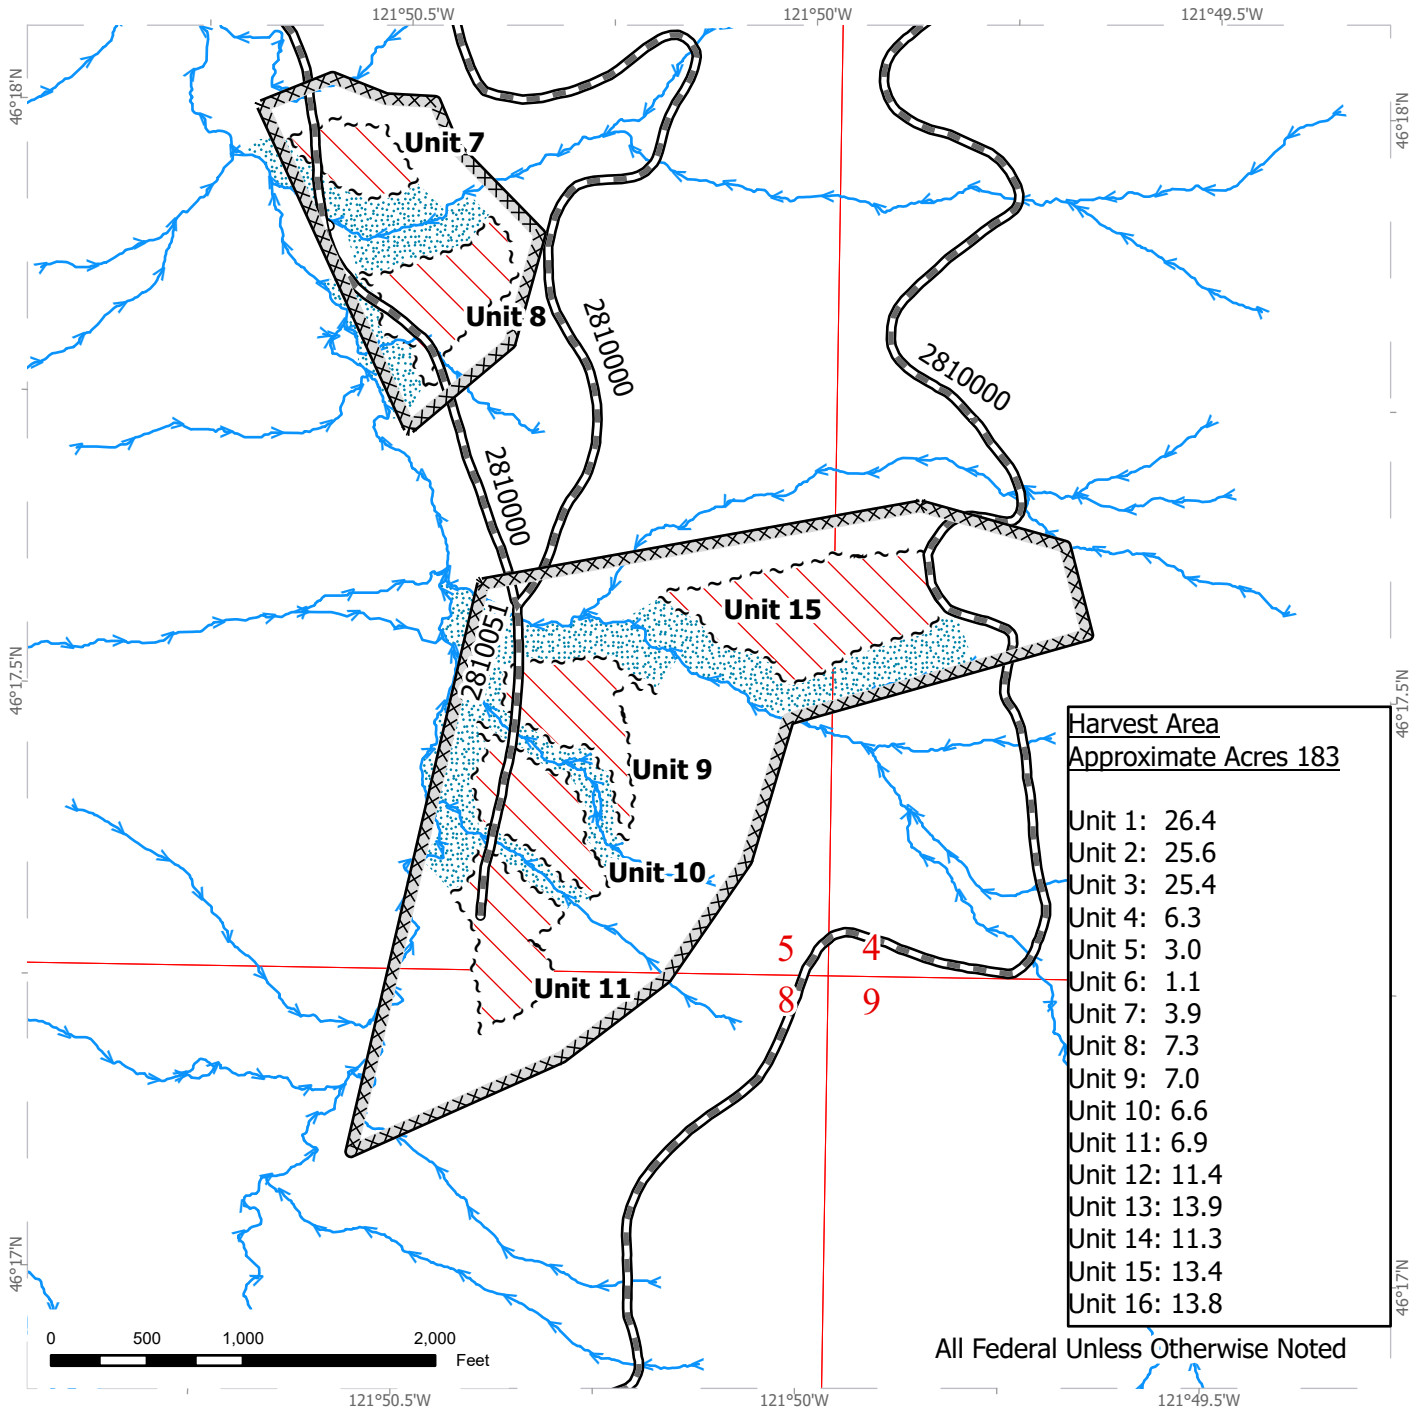 121°50.5'W
121°50'W
121°49.5'W
46°18'N
46°18'N
Unit 7
Unit 8
2810000
2810000
2810000
Unit 15
2810051
46°17.5'N
46°17.5'N
Unit 9
Unit 10
Unit 11
5
4
8
9
Harvest Area
Approximate Acres 183
Unit 1: 26.4
Unit 2: 25.6
Unit 3: 25.4
Unit 4: 6.3
Unit 5: 3.0
Unit 6: 1.1
Unit 7: 3.9
Unit 8: 7.3
Unit 9: 7.0
Unit 10: 6.6
Unit 11: 6.9
Unit 12: 11.4
Unit 13: 13.9
Unit 14: 11.3
Unit 15: 13.4
Unit 16: 13.8
46°17'N
46°17'N
0 500 1,000 2,000
Feet
All Federal Unless Otherwise Noted
121°50.5'W
121°50'W
121°49.5'W